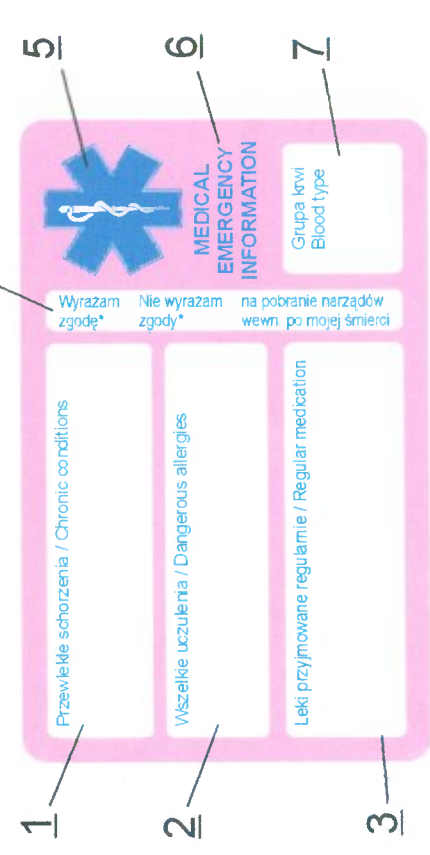 5
6
7
MEDICAL
EMERGENCY
INFORMATION
Grupa krwi
Blood type
Wyrażam
zgodę*
Nie wyrażam
zgody*
na pobranie narządów
wewn. po mojej śmierci
Przewlekłe schorzenia / Chronic conditions
Wszelkie uczulenia / Dangerous allergies
Leki przyjmowane regularnie / Regular medication
1
2
3